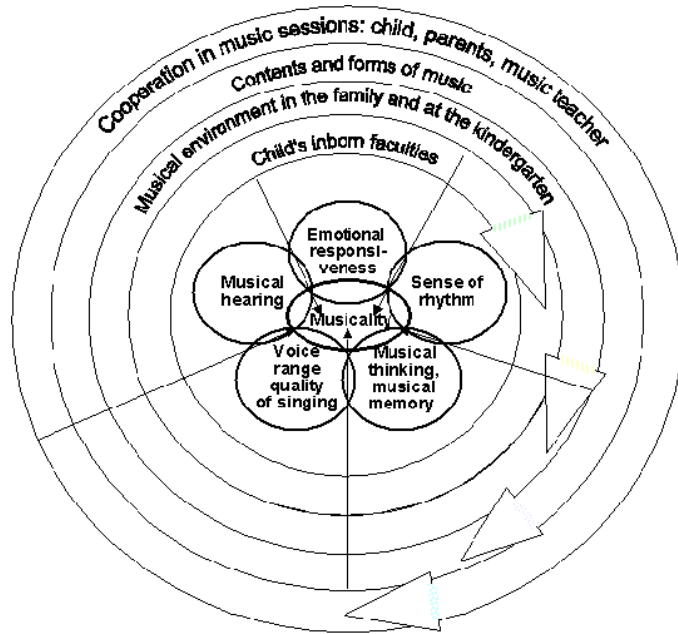 Cooperation in music sessions: child, parents, music teacher
Contents and forms of music
Musical environment in the family and at the kindergarten
Child's inborn faculties
Emotional
responsi-
veness
Musical
hearing
Sense of
rhythm
Musicality
Voice
range
quality
of singing
Musical
thinking,
musical
memory